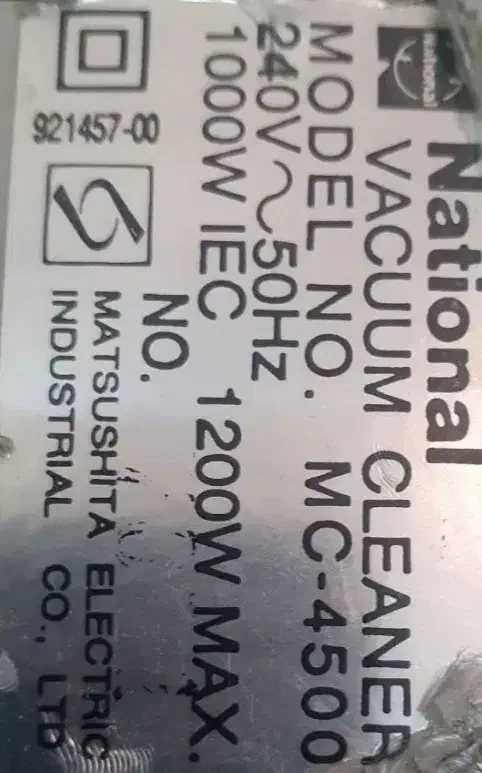 National
National
VACUUM CLEANER
MODEL NO. MC-4500
240V~50Hz
1000W IEC 1200W MAX.
NO.
921457-00
MATSUSHITA ELECTRIC
INDUSTRIAL CO., LTD